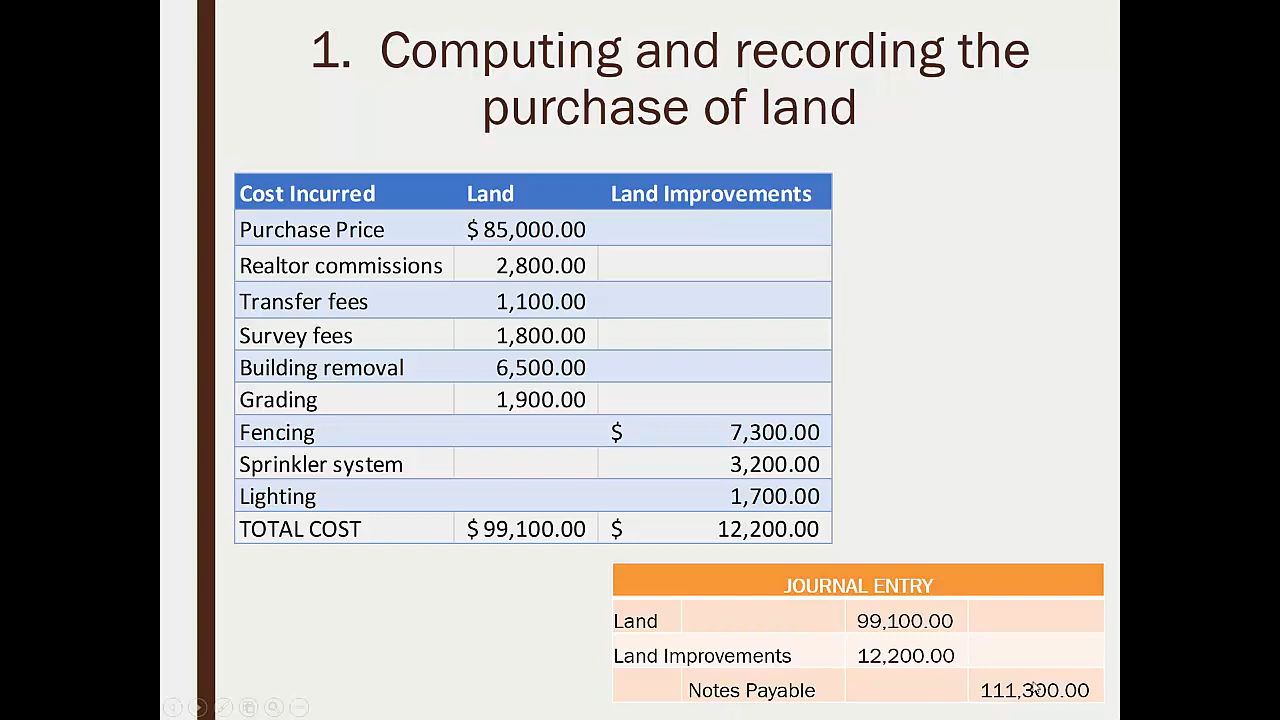 1. Computing and recording the
purchase of land
Cost Incurred Land Land Improvements
Purchase Price $ 85,000.00
Realtor commissions 2,800.00
Transfer fees 1,100.00
Survey fees 1,800.00
Building removal 6,500.00
Grading 1,900.00
Fencing $ 7,300.00
Sprinkler system 3,200.00
Lighting 1,700.00
TOTAL COST $ 99,100.00 $ 12,200.00
JOURNAL ENTRY
Land 99,100.00
Land Improvements 12,200.00
Notes Payable 111,300.00